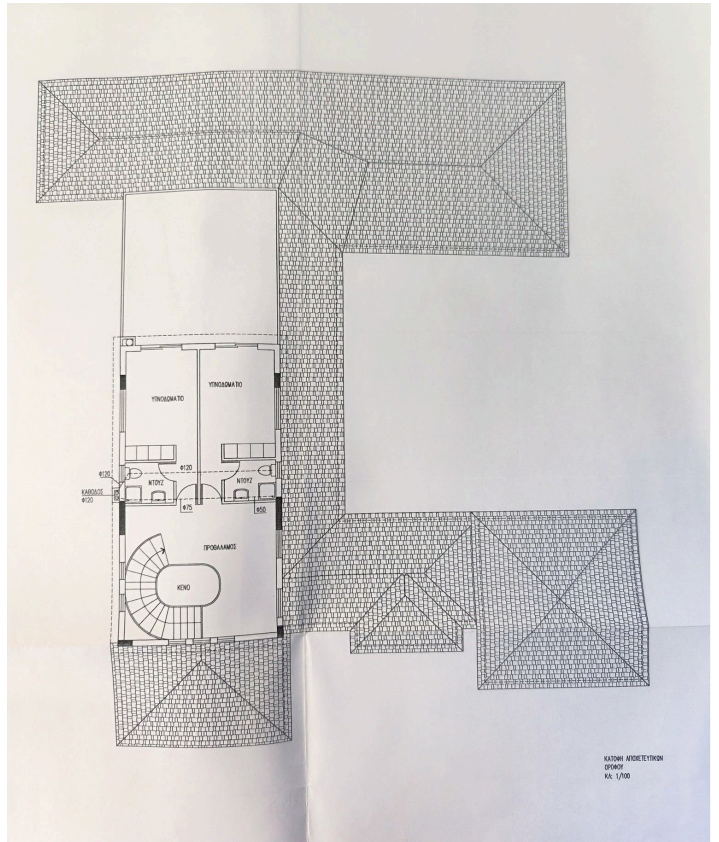 ΥΠΝΟΔΩΜΑΤΙΟ
ΥΠΝΟΔΩΜΑΤΙΟ
Φ120
Φ120
ΝΤΟΥΖ
ΝΤΟΥΖ
ΚΑΘΟΔΟΣ
Φ120
Φ75
Φ50
ΠΡΟΘΑΛΑΜΟΣ
ΚΕΝΟ
ΚΑΤΟΨΗ ΑΠΟΧΕΤΕΥΤΙΚΩΝ
ΟΡΟΦΟΥ
ΚΛ: 1/100